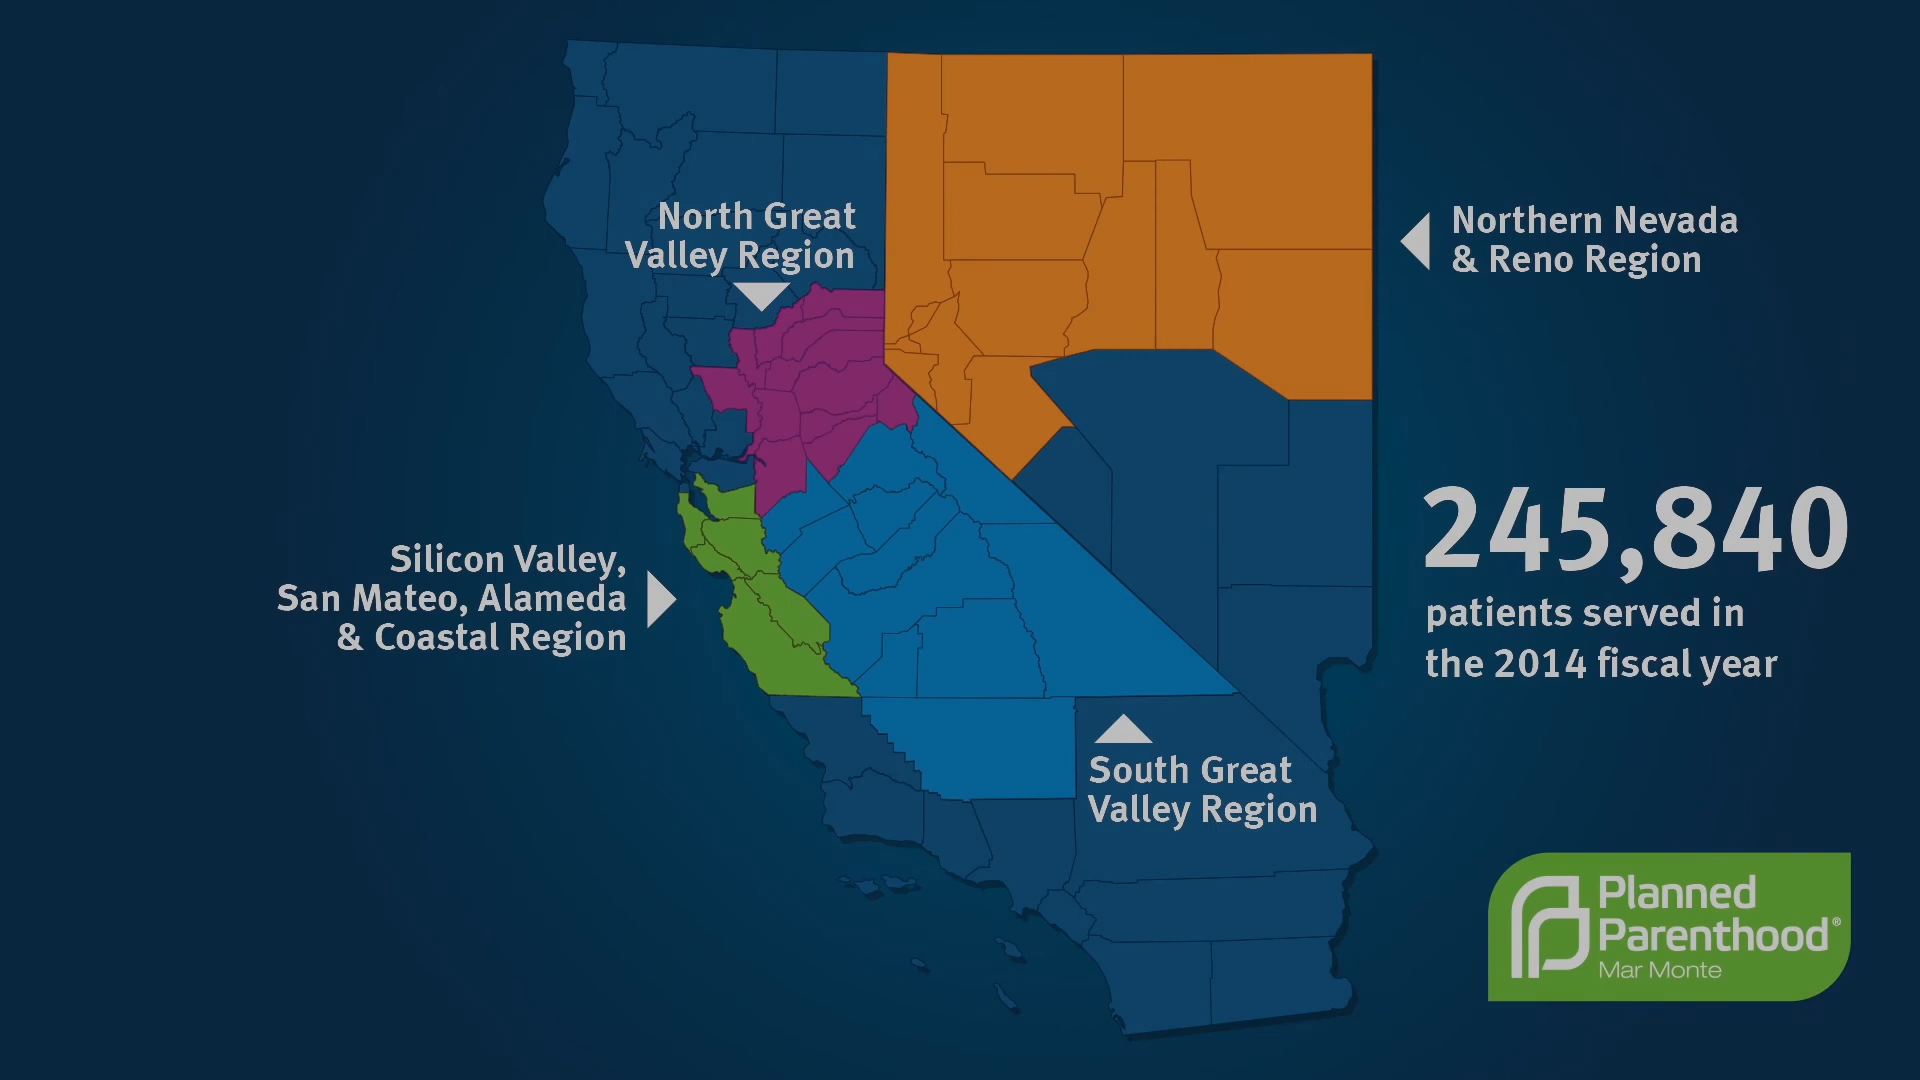 North Great
Valley Region
Northern Nevada
& Reno Region
Silicon Valley,
San Mateo, Alameda
& Coastal Region
245,840
patients served in
the 2014 fiscal year
South Great
Valley Region
Planned
Parenthood®
Mar Monte